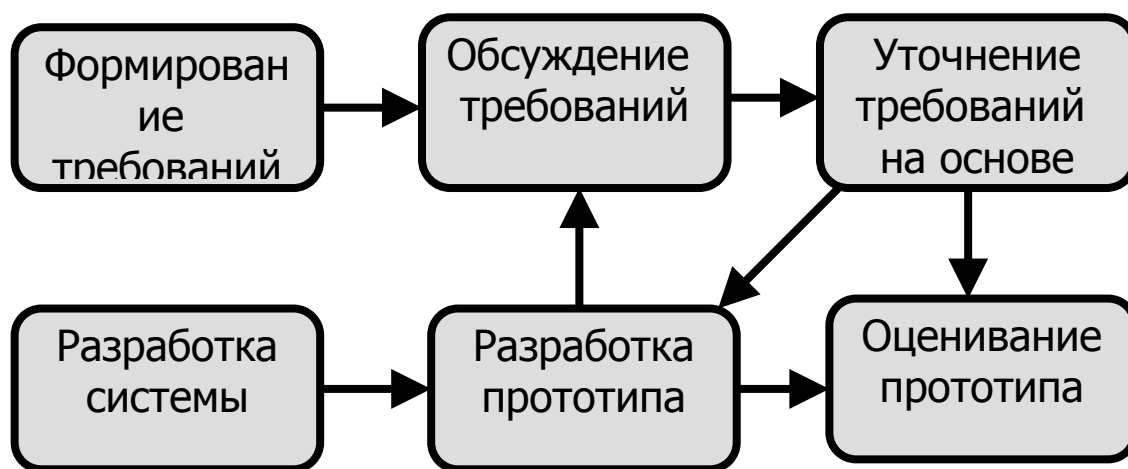 Формирован
ие
требований
Обсуждение
требований
Уточнение
требований
на основе
Разработка
системы
Разработка
прототипа
Оценивание
прототипа